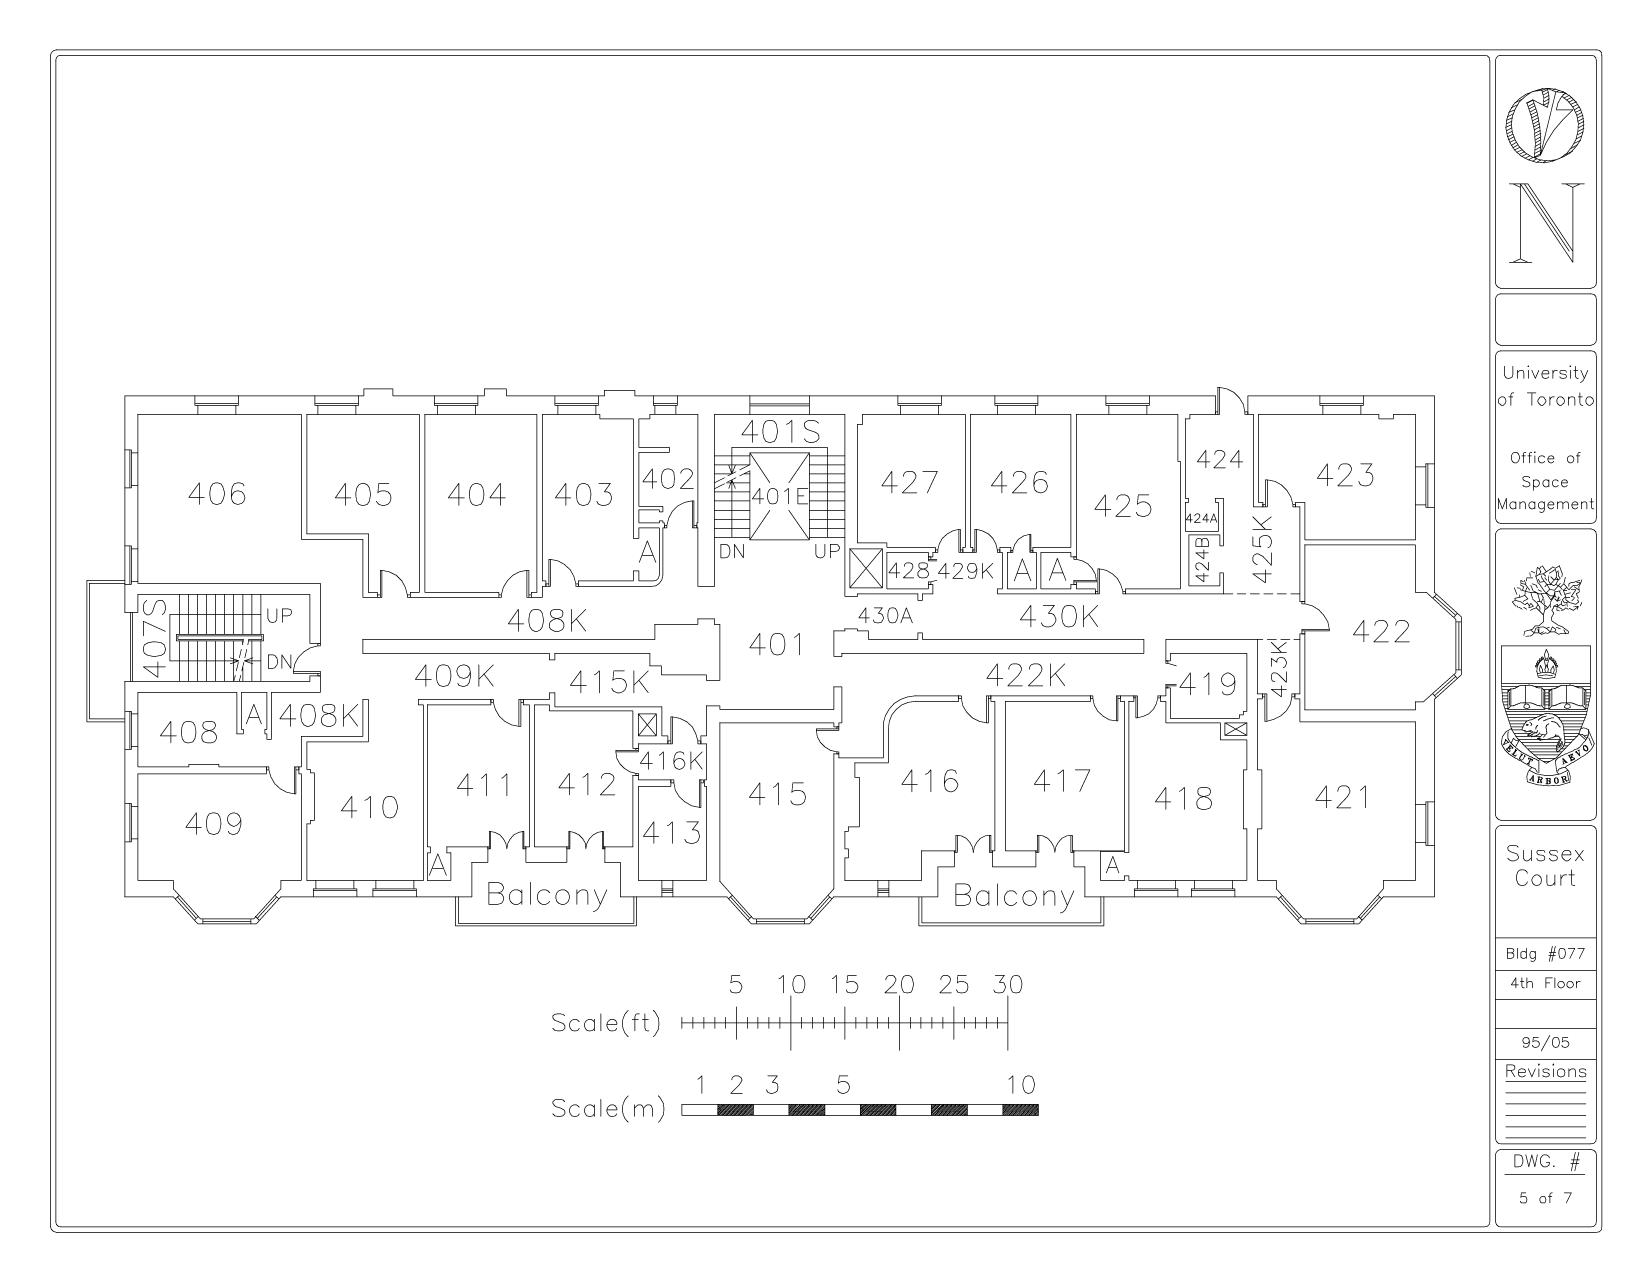 401S
406
405
404
403
402
401E
427
426
425
424
423
424A
424B
425K
A
DN
UP
428
429K
A
A
407S
UP
DN
408K
401
430A
430K
422
409K
415K
422K
419
423K
408
A
408K
416K
411
412
415
416
417
418
421
409
410
413
A
A
Balcony
Balcony
5 10 15 20 25 30
Scale(ft)
1 2 3 5 10
Scale(m)
N
University
of Toronto
Office of
Space
Management
VELUT ARBOR AEVO
Sussex
Court
Bldg #077
4th Floor
95/05
Revisions
DWG. #
5 of 7